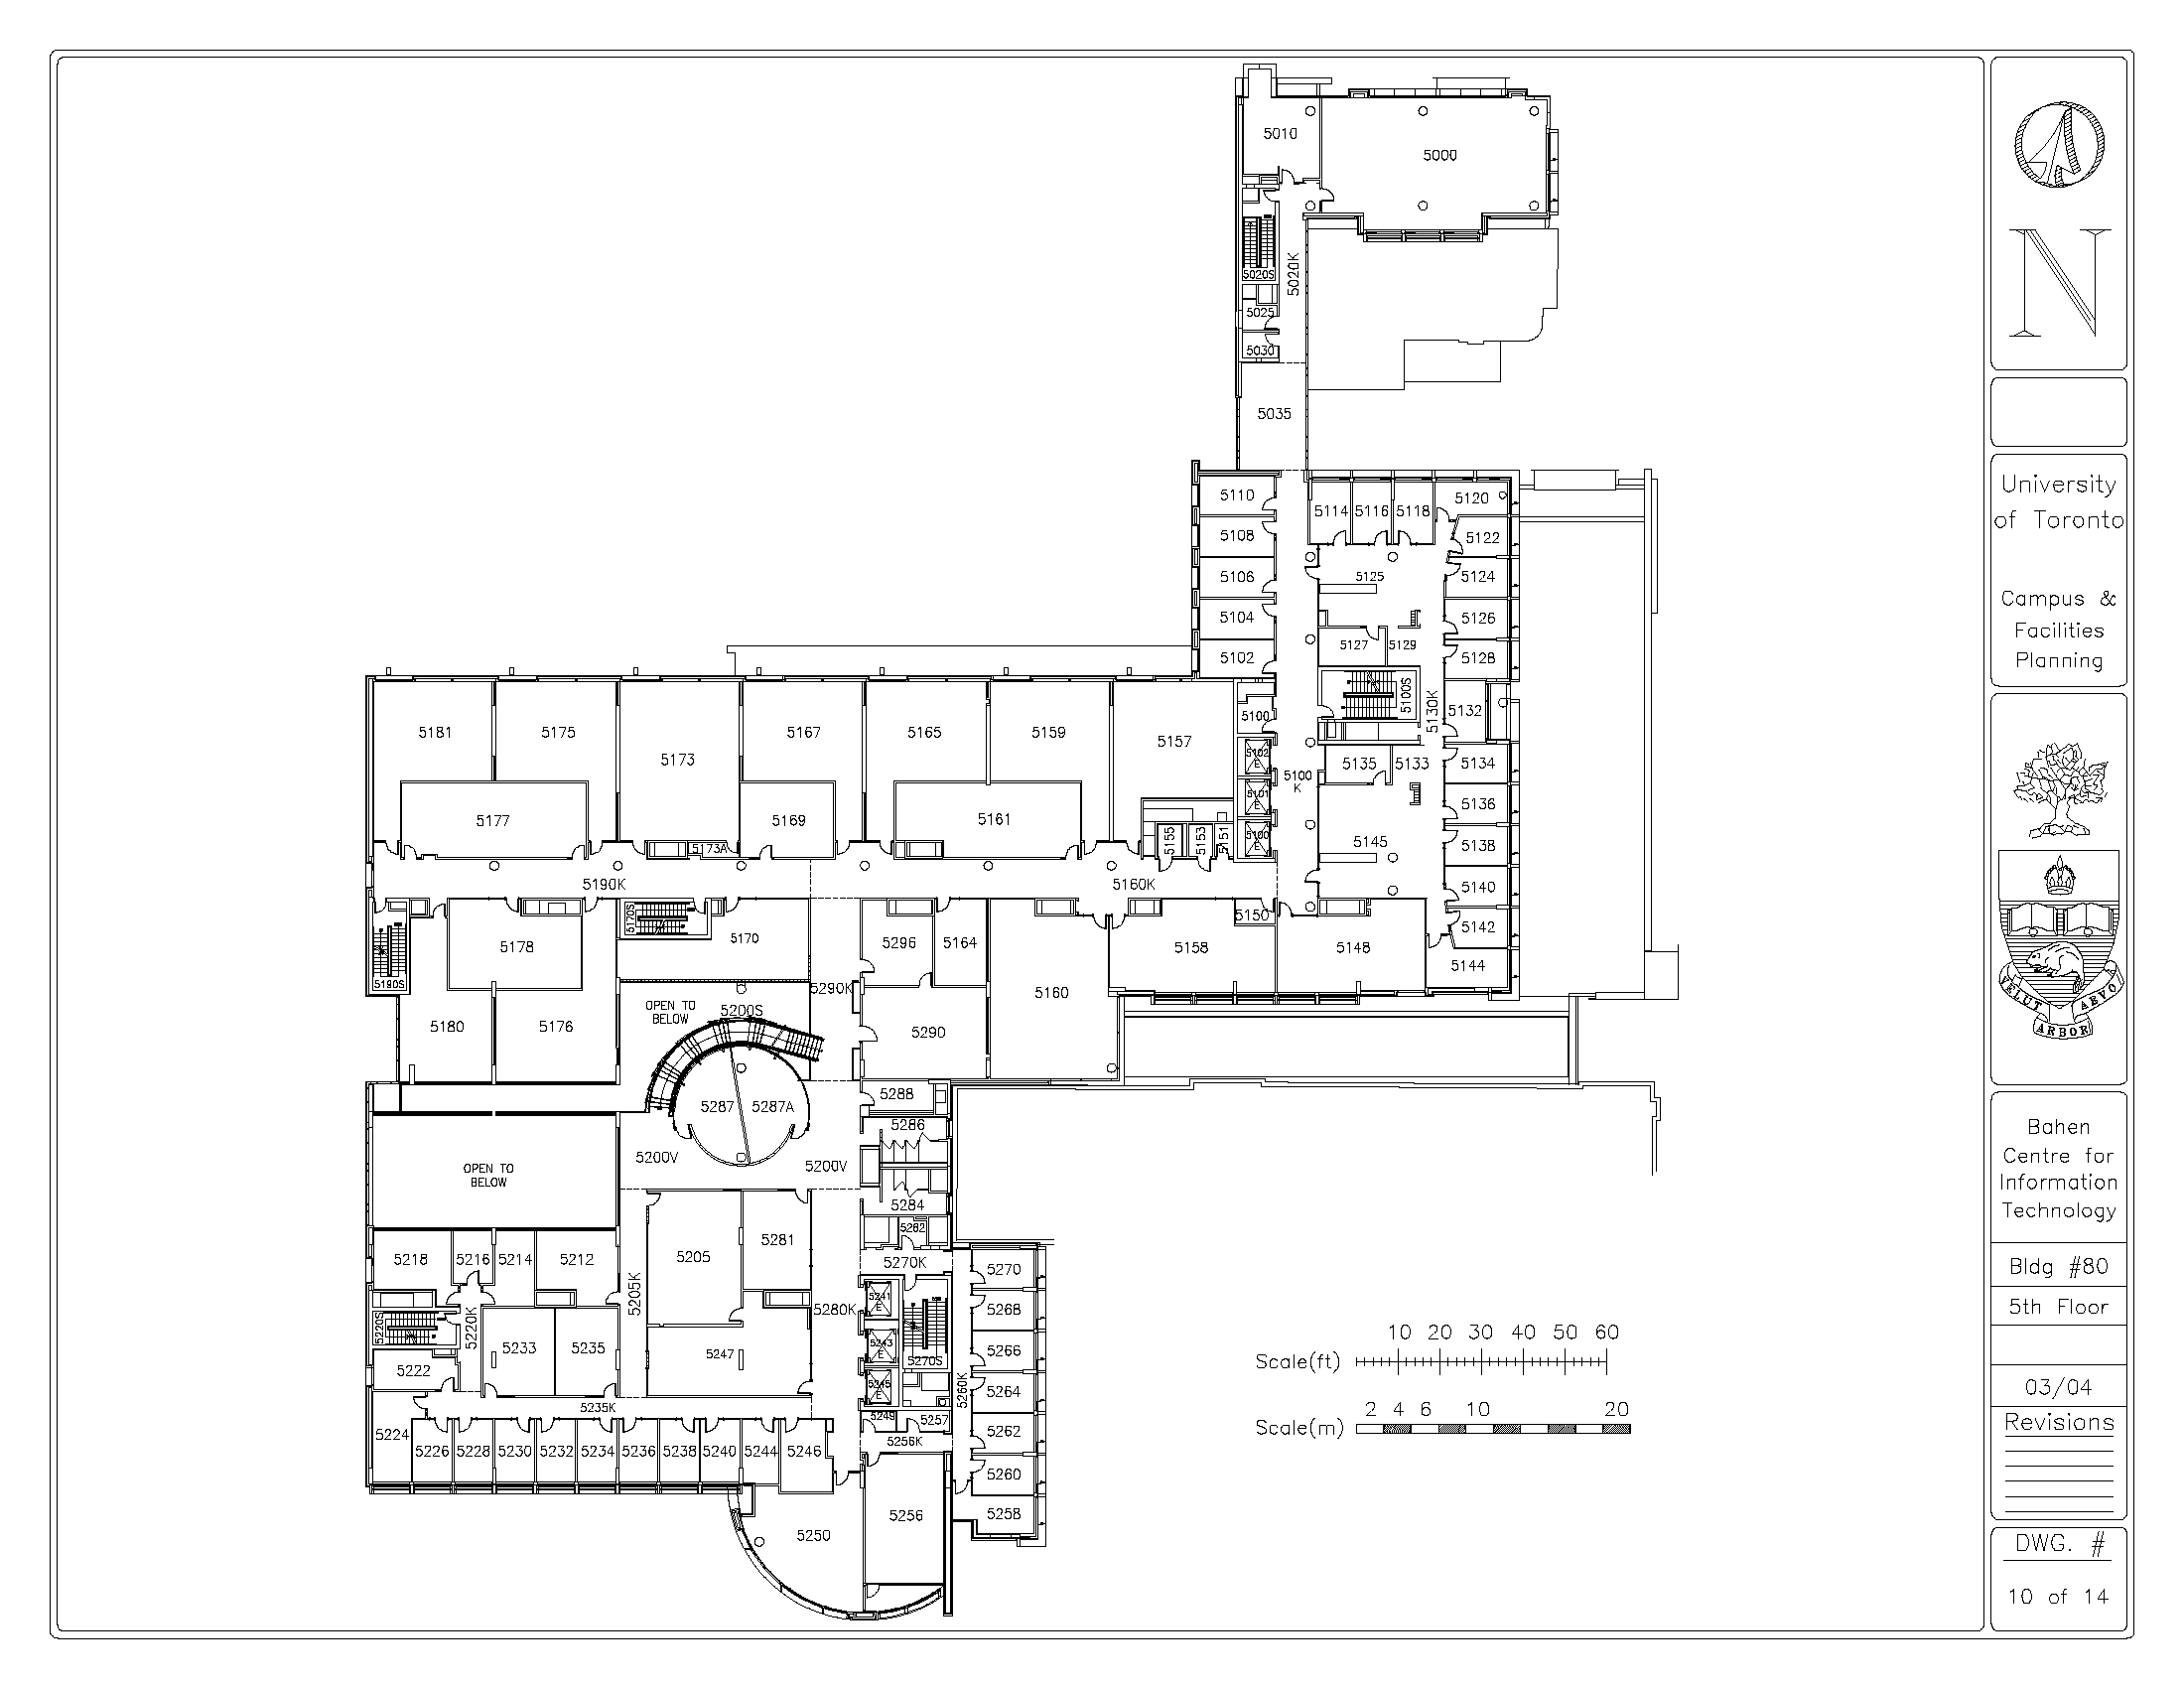 5010
5000
5020S
5020K
5025
5030
5035
5110
5114
5116
5118
5120
5108
5122
5106
5125
5124
5104
5126
5102
5127
5129
5128
5100S
5130K
5132
5100
5181
5175
5173
5167
5165
5159
5157
5102
E
5100
K
5135
5133
5134
5101
E
5136
5177
5169
5161
5155
5153
5151
5100
E
5145
5138
5173A
5190K
5160K
5140
5170S
5150
5142
5178
5170
5296
5164
5158
5148
5144
5190S
5290K
5160
OPEN TO
BELOW
5200S
5180
5176
5290
5288
5287
5287A
5286
5200V
5200V
OPEN TO
BELOW
5284
5282
5218
5216
5214
5212
5205
5281
5270K
5270
5205K
5241
E
5280K
5268
5220S
5220K
5233
5235
5247
5243
E
5270S
5266
5222
5245
E
5260K
5264
5235K
5249
5257
5262
5224
5226
5228
5230
5232
5234
5236
5238
5240
5244
5246
5256K
5260
5250
5256
5258
10 20 30 40 50 60
Scale(ft)
2 4 6 10 20
Scale(m)
N
University
of Toronto
Campus &
Facilities
Planning
VELUT
ARBOR
AEVO
Bahen
Centre for
Information
Technology
Bldg #80
5th Floor
03/04
Revisions
DWG. #
10 of 14